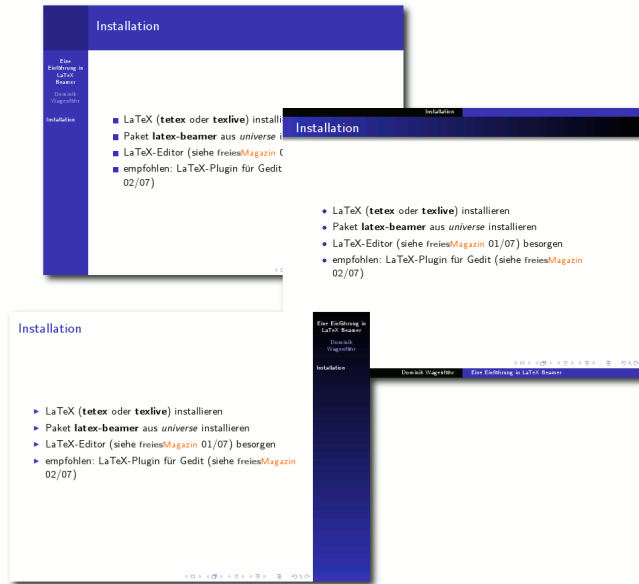 Installation
Eine
Einführung in
LaTeX
Beamer
Dominik
Wagenführ
Installation
LaTeX (tetex oder texlive) installi
Paket latex-beamer aus universe i
LaTeX-Editor (siehe freiesMagazin 0
empfohlen: LaTeX-Plugin für Gedit
02/07)
Installation
Installation
LaTeX (tetex oder texlive) installieren
Paket latex-beamer aus universe installieren
LaTeX-Editor (siehe freiesMagazin 01/07) besorgen
empfohlen: LaTeX-Plugin für Gedit (siehe freiesMagazin
02/07)
Dominik Wagenführ Eine Einführung in LaTeX Beamer
Installation
LaTeX (tetex oder texlive) installieren
Paket latex-beamer aus universe installieren
LaTeX-Editor (siehe freiesMagazin 01/07) besorgen
empfohlen: LaTeX-Plugin für Gedit (siehe freiesMagazin
02/07)
Eine Einführung in
LaTeX Beamer
Dominik
Wagenführ
Installation